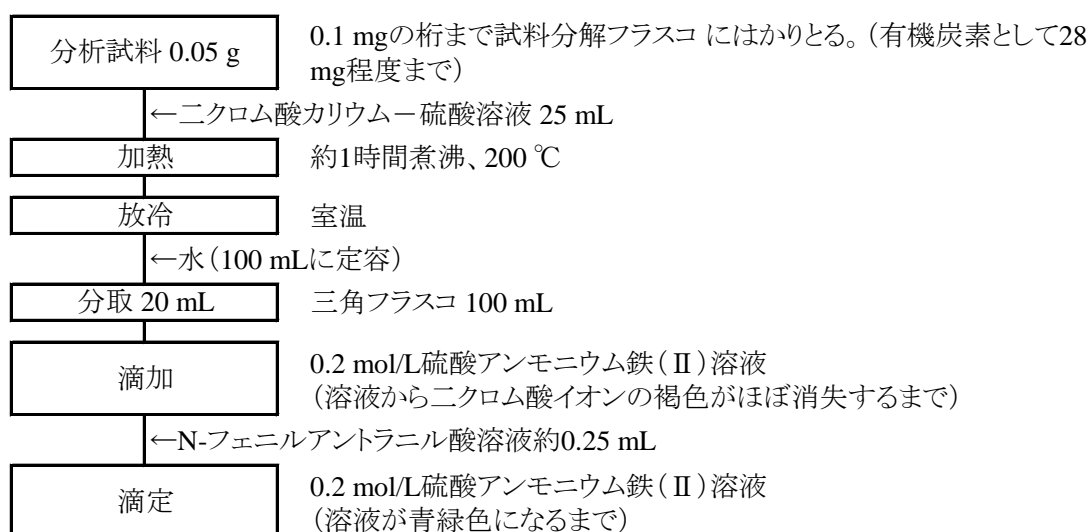 分析試料 0.05 g
0.1 mgの桁まで試料分解フラスコ にはかりとる。(有機炭素として28
mg程度まで)
←二クロム酸カリウム－硫酸溶液 25 mL
加熱
約1時間煮沸、200 ℃
放冷
室温
←水(100 mLに定容)
分取 20 mL
三角フラスコ 100 mL
滴加
0.2 mol/L硫酸アンモニウム鉄(Ⅱ)溶液
(溶液から二クロム酸イオンの褐色がほぼ消失するまで)
←N-フェニルアントラニル酸溶液約0.25 mL
滴定
0.2 mol/L硫酸アンモニウム鉄(Ⅱ)溶液
(溶液が青緑色になるまで)